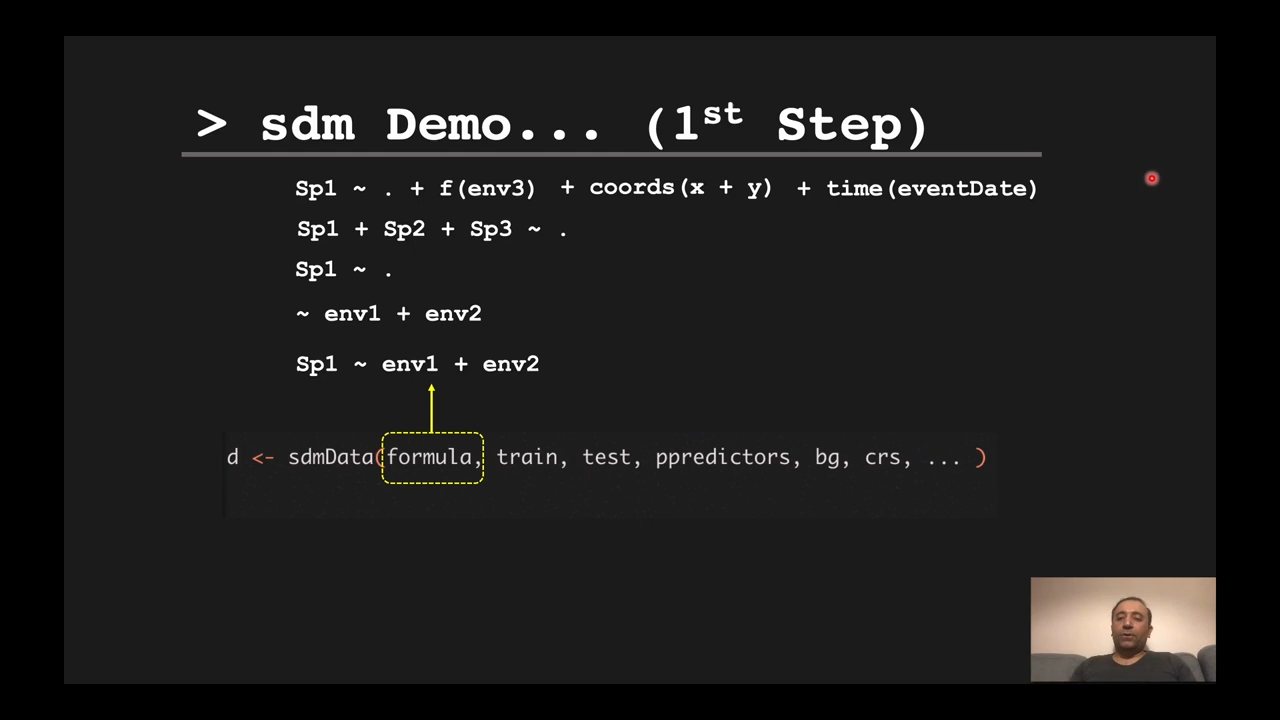 > sdm Demo... (1st Step)
Sp1 ~ . + f(env3) + coords(x + y) + time(eventDate)
Sp1 + Sp2 + Sp3 ~ .
Sp1 ~ .
~ env1 + env2
Sp1 ~ env1 + env2
d <- sdmData(formula, train, test, ppredictors, bg, crs, ... )